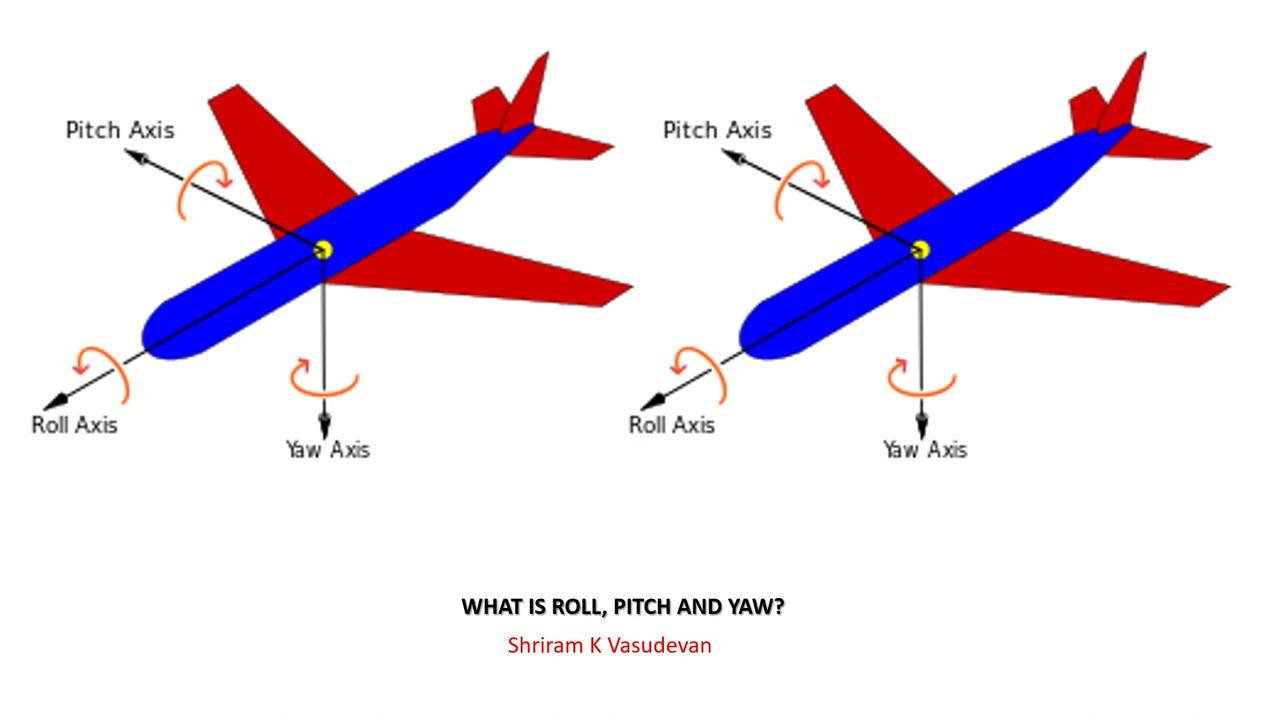 Pitch Axis
Roll Axis
Yaw Axis
Pitch Axis
Roll Axis
Yaw Axis
WHAT IS ROLL, PITCH AND YAW?
Shriram K Vasudevan